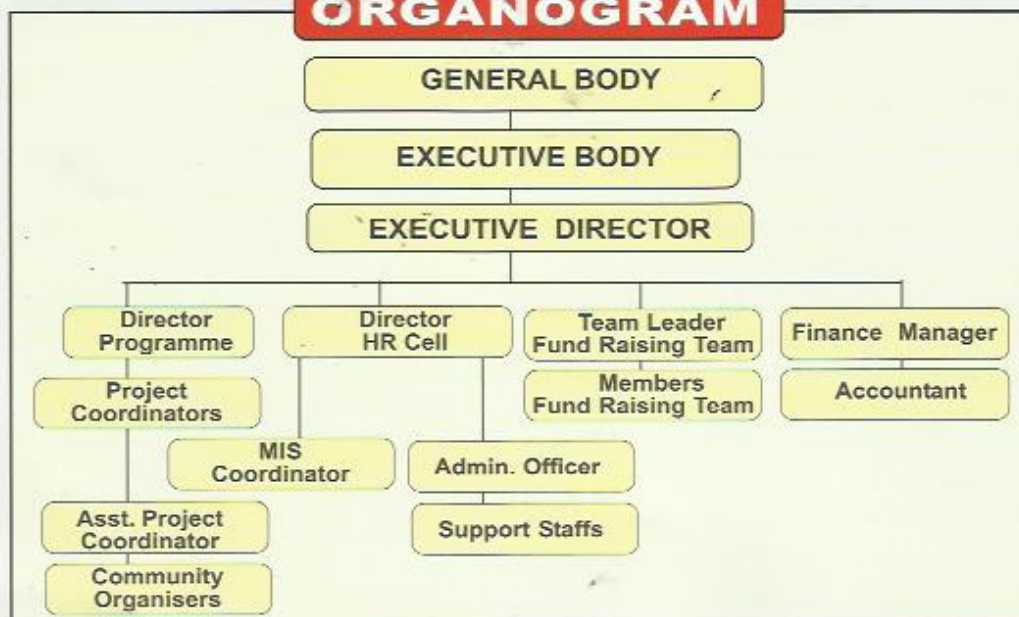 ORGANOGRAM
GENERAL BODY
EXECUTIVE BODY
EXECUTIVE DIRECTOR
Director
Programme
Director
HR Cell
Team Leader
Fund Raising Team
Finance Manager
Project
Coordinators
Members
Fund Raising Team
Accountant
MIS
Coordinator
Admin. Officer
Asst. Project
Coordinator
Support Staffs
Community
Organisers